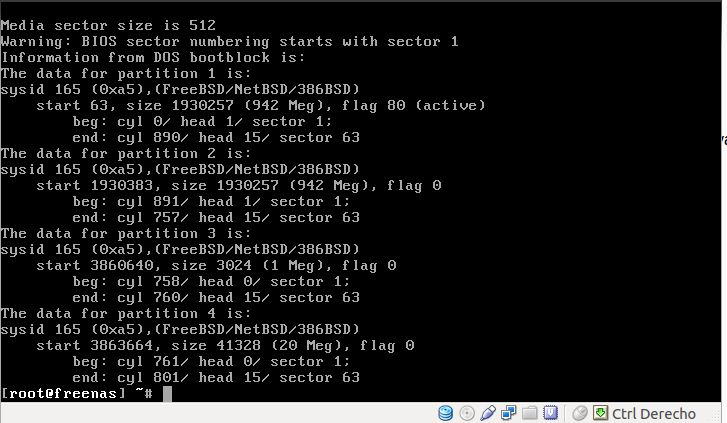 Media sector size is 512
Warning: BIOS sector numbering starts with sector 1
Information from DOS bootblock is:
The data for partition 1 is:
sysid 165 (0xa5),(FreeBSD/NetBSD/386BSD)
    start 63, size 1930257 (942 Meg), flag 80 (active)
        beg: cyl 0/ head 1/ sector 1;
        end: cyl 890/ head 15/ sector 63
The data for partition 2 is:
sysid 165 (0xa5),(FreeBSD/NetBSD/386BSD)
    start 1930383, size 1930257 (942 Meg), flag 0
        beg: cyl 891/ head 1/ sector 1;
        end: cyl 757/ head 15/ sector 63
The data for partition 3 is:
sysid 165 (0xa5),(FreeBSD/NetBSD/386BSD)
    start 3860640, size 3024 (1 Meg), flag 0
        beg: cyl 758/ head 0/ sector 1;
        end: cyl 760/ head 15/ sector 63
The data for partition 4 is:
sysid 165 (0xa5),(FreeBSD/NetBSD/386BSD)
    start 3863664, size 41328 (20 Meg), flag 0
        beg: cyl 761/ head 0/ sector 1;
        end: cyl 801/ head 15/ sector 63
[root@freenas] ~#
Ctrl Derecho